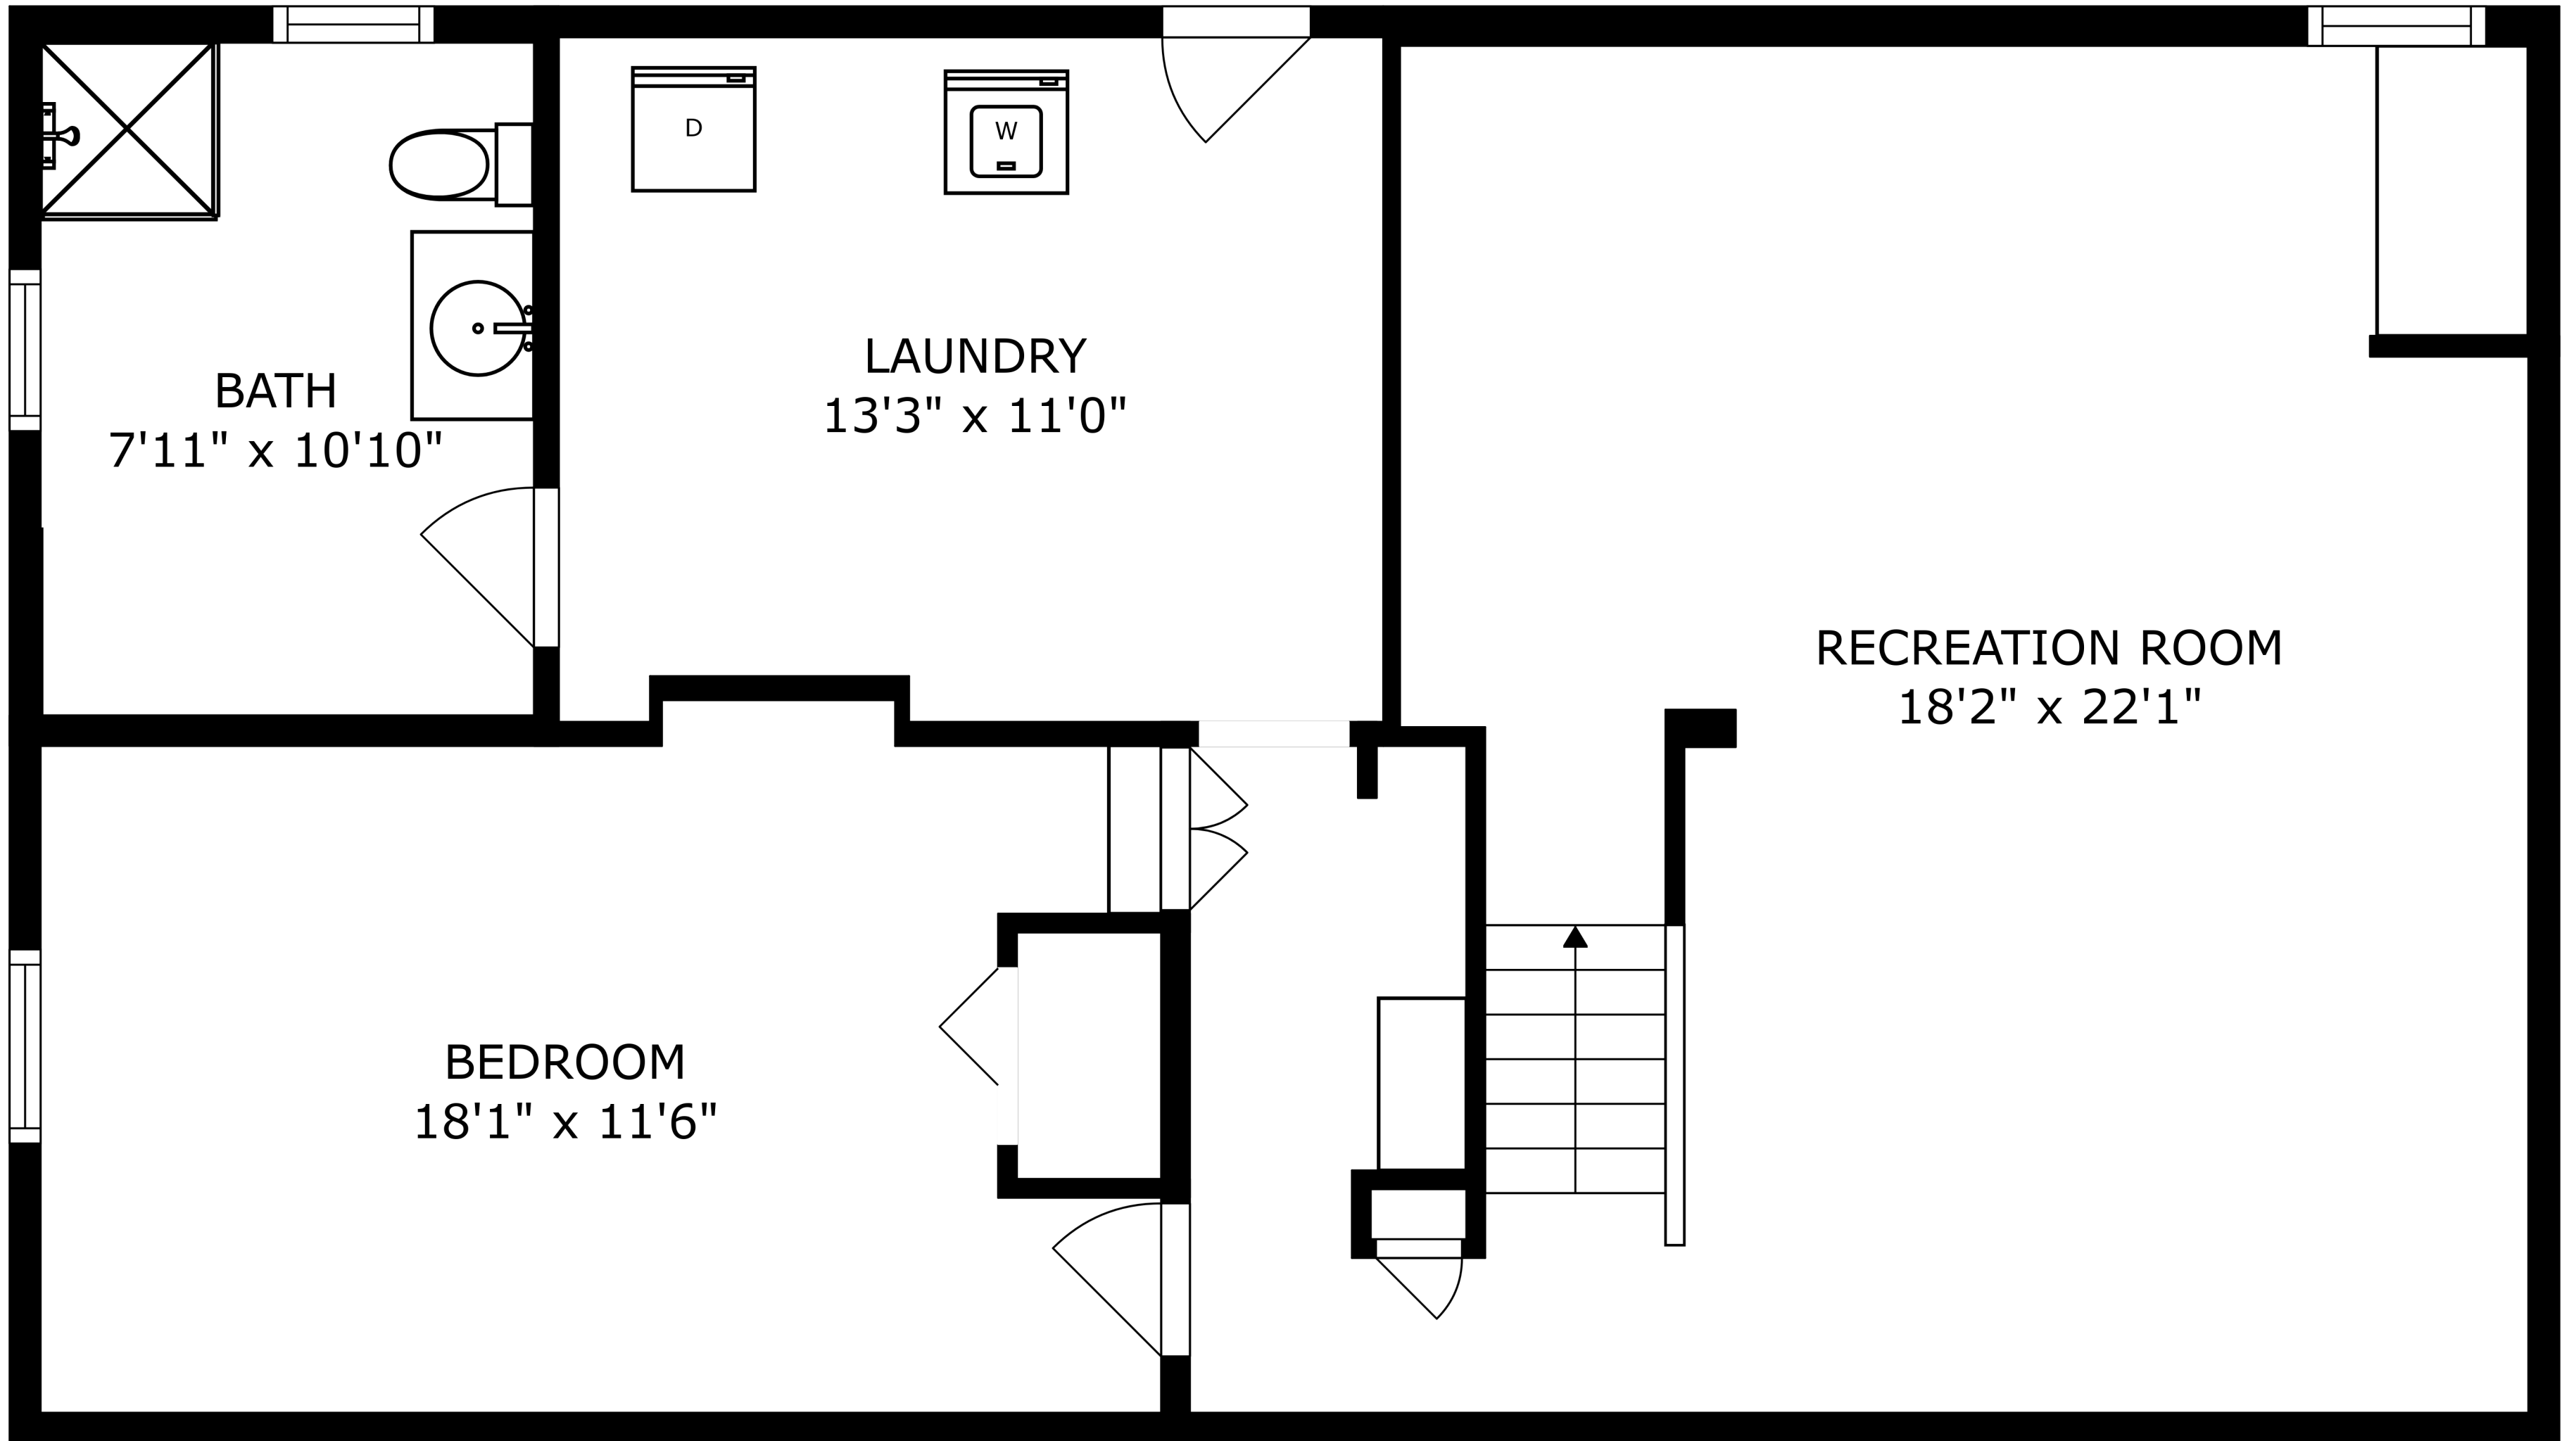 D
W
LAUNDRY
13'3" x 11'0"
BATH
7'11" x 10'10"
RECREATION ROOM
18'2" x 22'1"
BEDROOM
18'1" x 11'6"